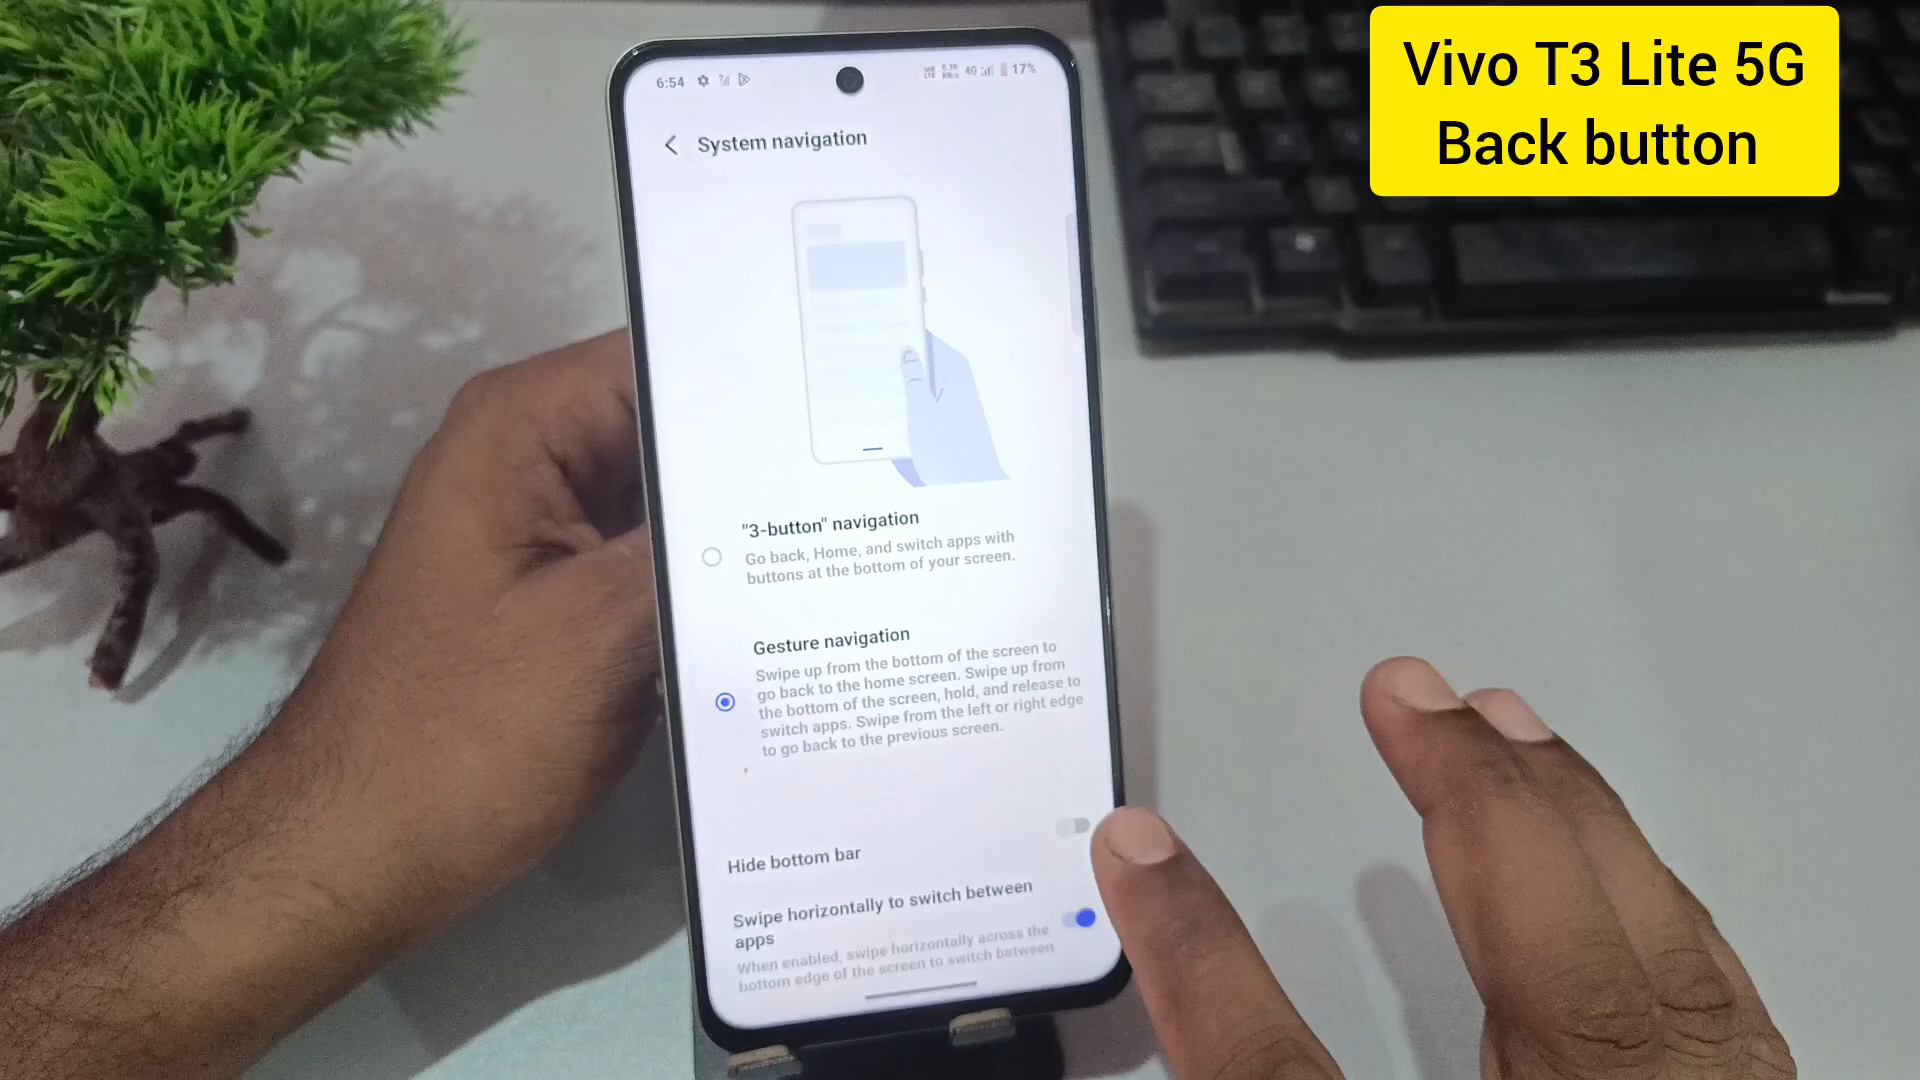 Vivo T3 Lite 5G
Back button
6:54
4G 17%
System navigation
"3-button" navigation
Go back, Home, and switch apps with
buttons at the bottom of your screen.
Gesture navigation
Swipe up from the bottom of the screen to
go back to the home screen. Swipe up from
the bottom of the screen, hold, and release to
switch apps. Swipe from the left or right edge
to go back to the previous screen.
Hide bottom bar
Swipe horizontally to switch between
apps
When enabled, swipe horizontally across the
bottom edge of the screen to switch between